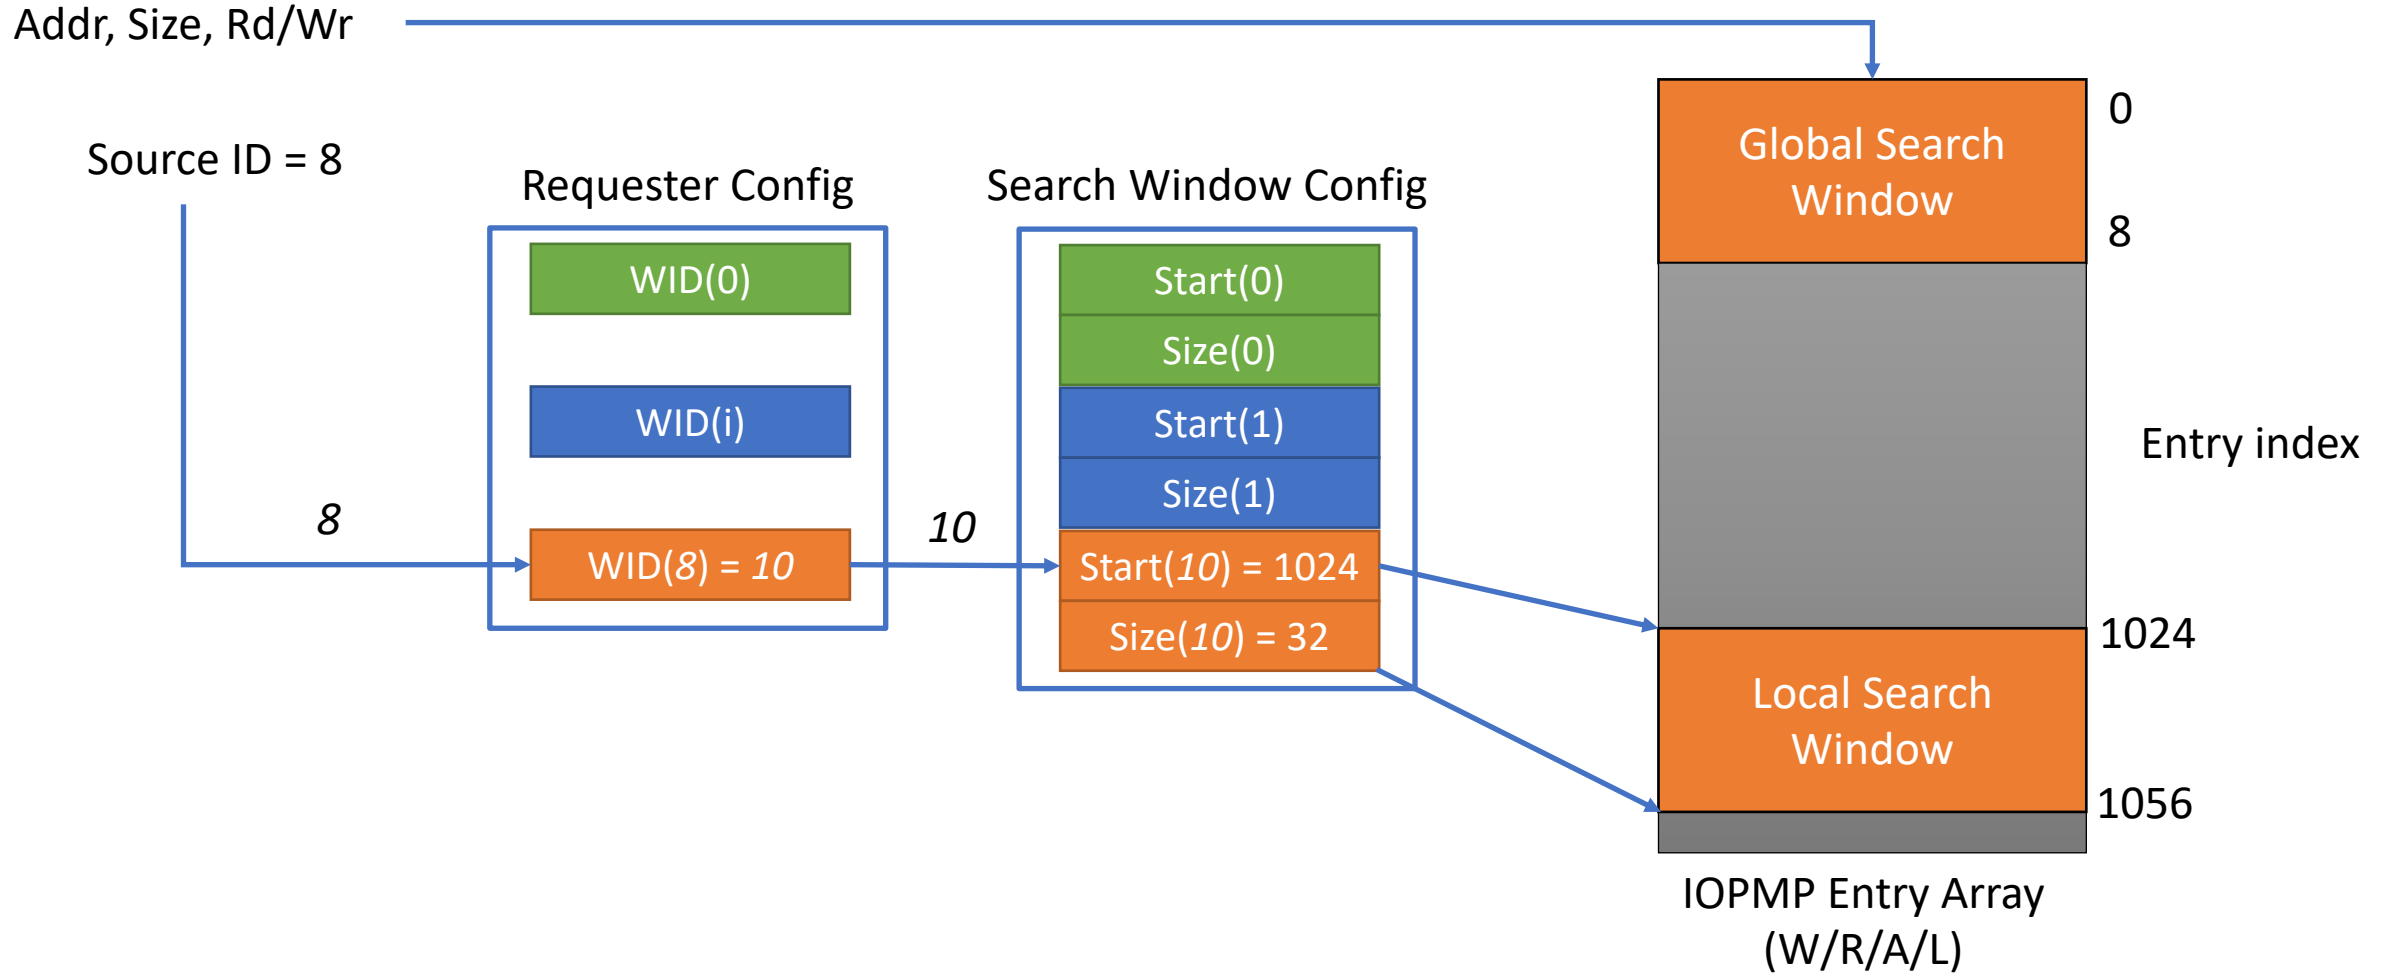 Addr, Size, Rd/Wr
Source ID = 8
8
Requester Config
WID(0)
WID(i)
WID(8) = 10
10
Search Window Config
Start(0)
Size(0)
Start(1)
Size(1)
Start(10) = 1024
Size(10) = 32
Global Search
Window
0
8
Entry index
1024
Local Search
Window
1056
IOPMP Entry Array
(W/R/A/L)